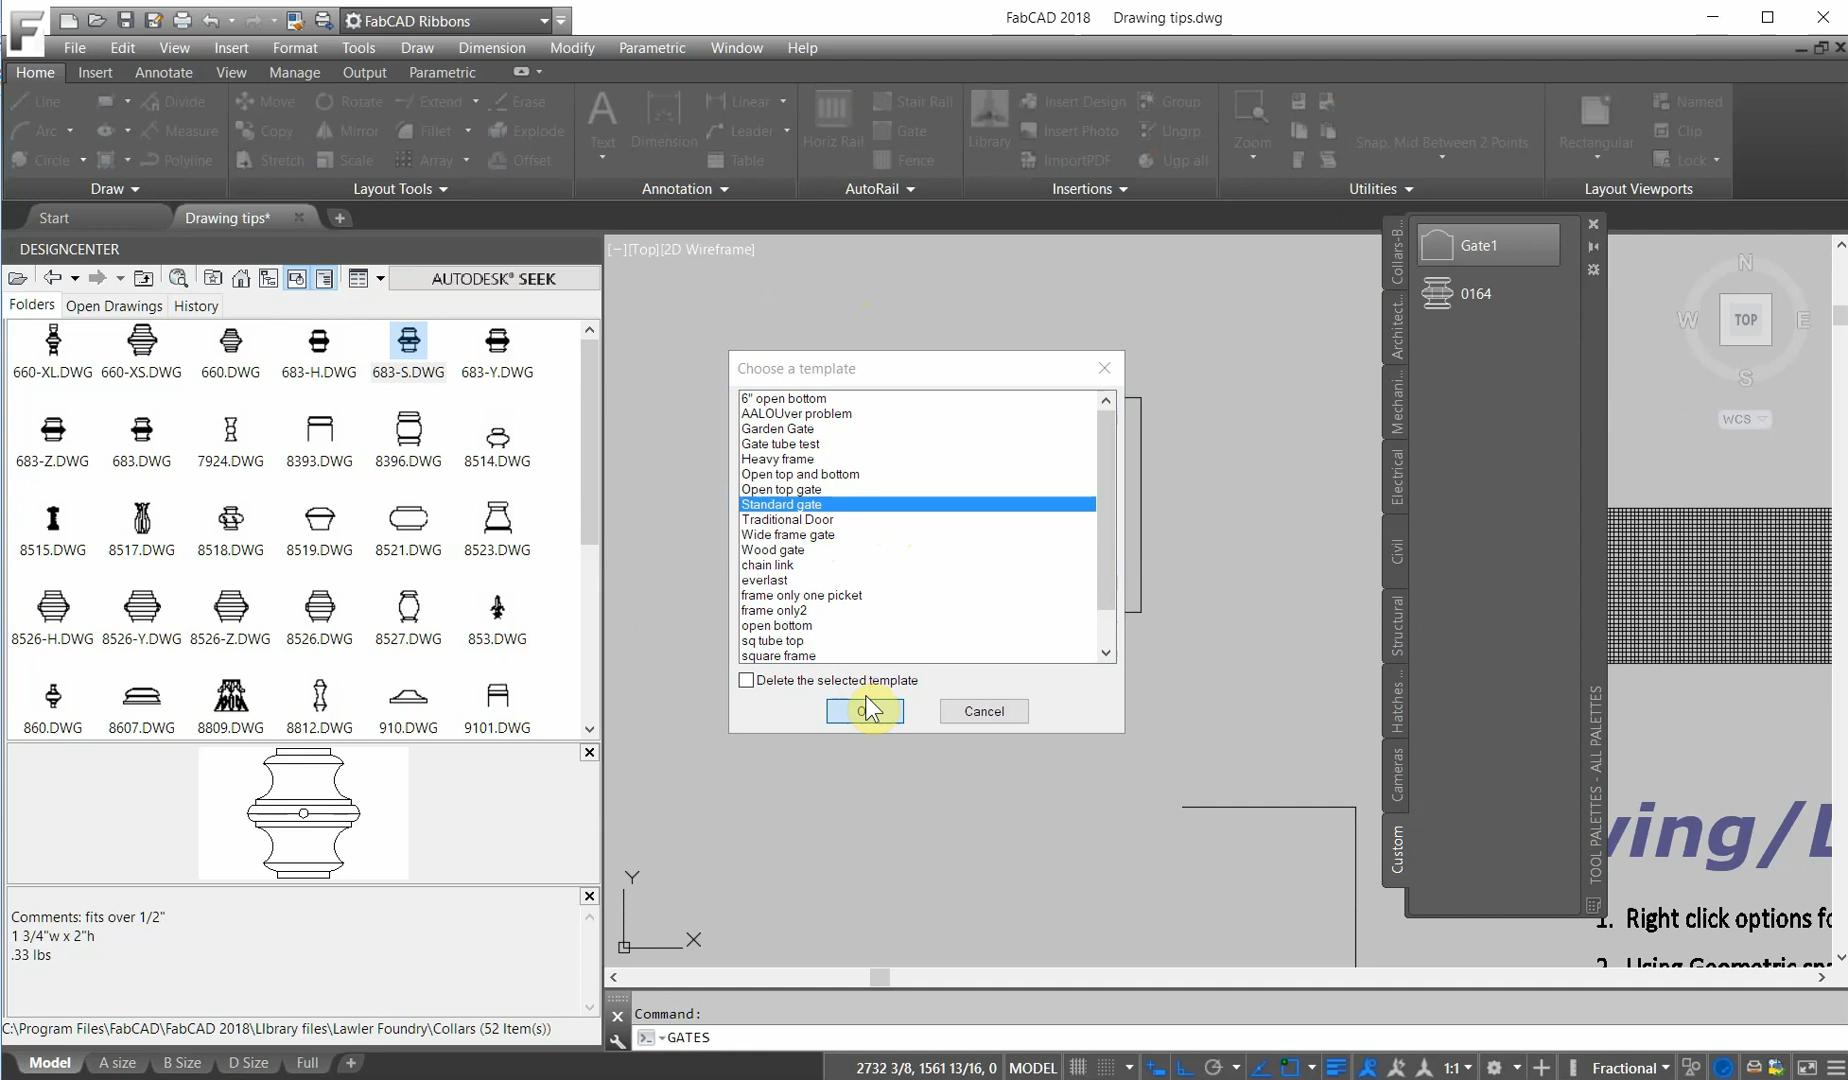 FabCAD Ribbons
FabCAD 2018 Drawing tips.dwg
File Edit View Insert Format Tools Draw Dimension Modify Parametric Window Help
Home Insert Annotate View Manage Output Parametric
Line Divide Move Rotate Extend Erase Linear Stair Rail Insert Design Group Named
Arc Measure Copy Mirror Fillet Explode Text Dimension Leader Horiz Rail Gate Library Insert Photo Ungrp Zoom Snap, Mid Between 2 Points Rectangular Clip
Circle Polyline Stretch Scale Array Offset Table Fence ImportPDF Ugp all Lock
Draw Layout Tools Annotation AutoRail Insertions Utilities Layout Viewports
Start Drawing tips*
DESIGNCENTER
AUTODESK® SEEK
Folders Open Drawings History
660-XL.DWG 660-XS.DWG 660.DWG 683-H.DWG 683-S.DWG 683-Y.DWG
683-Z.DWG 683.DWG 7924.DWG 8393.DWG 8396.DWG 8514.DWG
8515.DWG 8517.DWG 8518.DWG 8519.DWG 8521.DWG 8523.DWG
8526-H.DWG 8526-Y.DWG 8526-Z.DWG 8526.DWG 8527.DWG 853.DWG
860.DWG 8607.DWG 8809.DWG 8812.DWG 910.DWG 9101.DWG
Comments: fits over 1/2"
1 3/4"w x 2"h
.33 lbs
C:\Program Files\FabCAD\FabCAD 2018\LIbrary files\Lawler Foundry\Collars (52 Item(s))
[−][Top][2D Wireframe]
Choose a template
6" open bottom
AALOUver problem
Garden Gate
Gate tube test
Heavy frame
Open top and bottom
Open top gate
Standard gate
Traditional Door
Wide frame gate
Wood gate
chain link
everlast
frame only one picket
frame only2
open bottom
sq tube top
square frame
Delete the selected template
Cancel
Y
X
Collars-B...
Architect...
Mechani...
Electrical
Civil
Structural
Hatches ...
Cameras
Custom
Gate1
0164
TOOL PALETTES - ALL PALETTES
N
W TOP E
S
WCS
1. Right click options
2. Using Geometric
Command:
GATES
Model A size B Size D Size Full
2732 3/8, 1561 13/16, 0 MODEL 1:1 Fractional